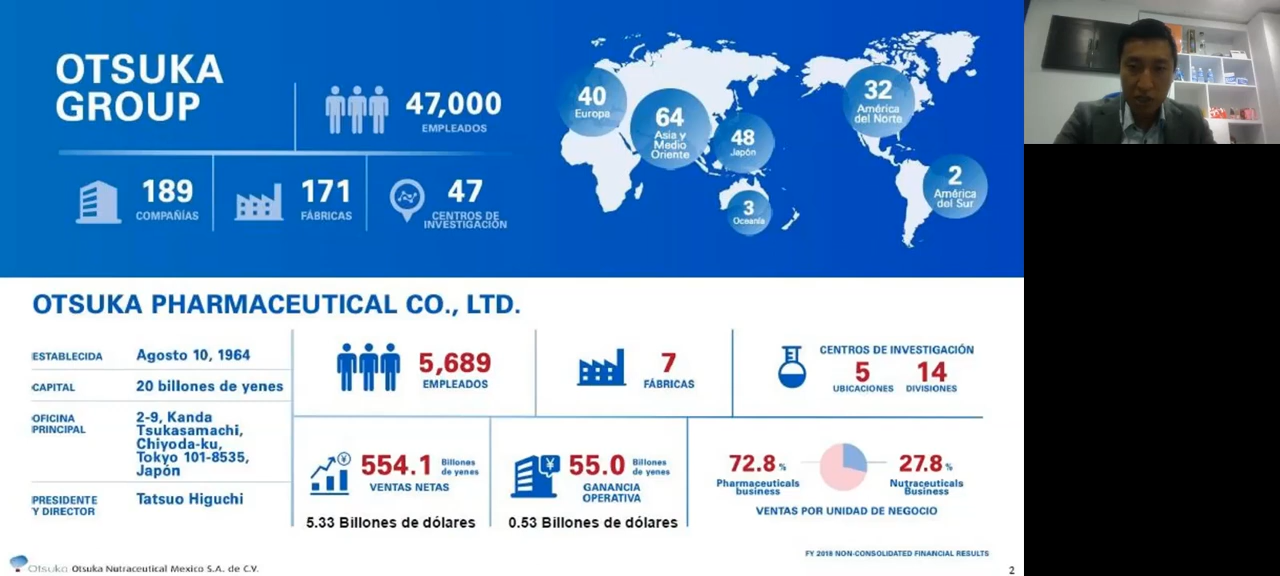 OTSUKA
GROUP
47,000
EMPLEADOS
189
COMPAÑÍAS
171
FÁBRICAS
47
CENTROS DE
INVESTIGACIÓN
40
Europa
64
Asia y
Medio
Oriente
48
Japón
3
Oceanía
32
América
del Norte
2
América
del Sur
OTSUKA PHARMACEUTICAL CO., LTD.
ESTABLECIDA
Agosto 10, 1964
CAPITAL
20 billones de yenes
OFICINA
PRINCIPAL
2-9, Kanda
Tsukasamachi,
Chiyoda-ku,
Tokyo 101-8535,
Japón
PRESIDENTE
Y DIRECTOR
Tatsuo Higuchi
5,689
EMPLEADOS
7
FÁBRICAS
CENTROS DE INVESTIGACIÓN
5
UBICACIONES
14
DIVISIONES
554.1 Billones
de yenes
VENTAS NETAS
5.33 Billones de dólares
55.0 Billones
de yenes
GANANCIA
OPERATIVA
0.53 Billones de dólares
72.8 %
Pharmaceuticals
business
27.8 %
Nutraceuticals
Business
VENTAS POR UNIDAD DE NEGOCIO
FY 2018 NON-CONSOLIDATED FINANCIAL RESULTS
Otsuka Otsuka Nutraceutical Mexico S.A. de C.V.
2